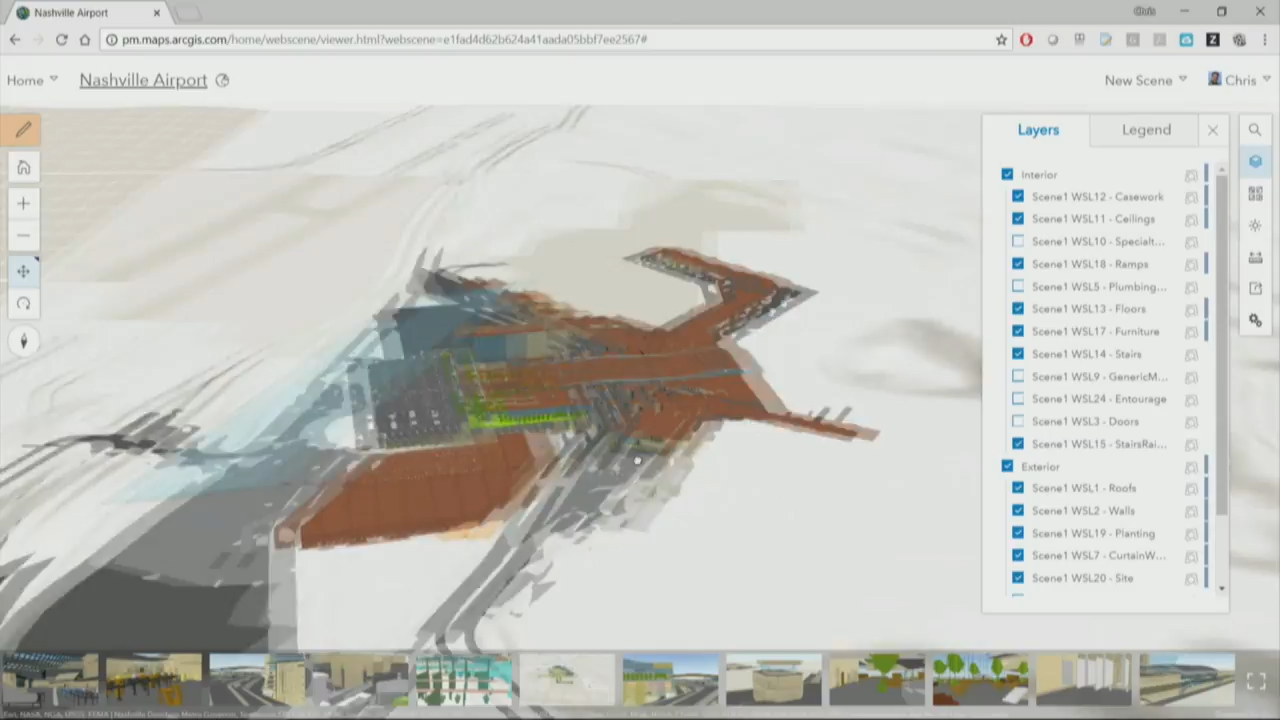 Nashville Airport
Chris
pm.maps.arcgis.com/home/webscene/viewer.html?webscene=e1fad4d62b624a41aada05bbf7ee2567#
Home
Nashville Airport
New Scene
Chris
Layers
Legend
Interior
Scene1 WSL12 - Casework
Scene1 WSL11 - Ceilings
Scene1 WSL10 - Specialt...
Scene1 WSL18 - Ramps
Scene1 WSL5 - Plumbing...
Scene1 WSL13 - Floors
Scene1 WSL17 - Furniture
Scene1 WSL14 - Stairs
Scene1 WSL9 - GenericM...
Scene1 WSL24 - Entourage
Scene1 WSL3 - Doors
Scene1 WSL15 - StairsRai...
Exterior
Scene1 WSL1 - Roofs
Scene1 WSL2 - Walls
Scene1 WSL19 - Planting
Scene1 WSL7 - CurtainW...
Scene1 WSL20 - Site